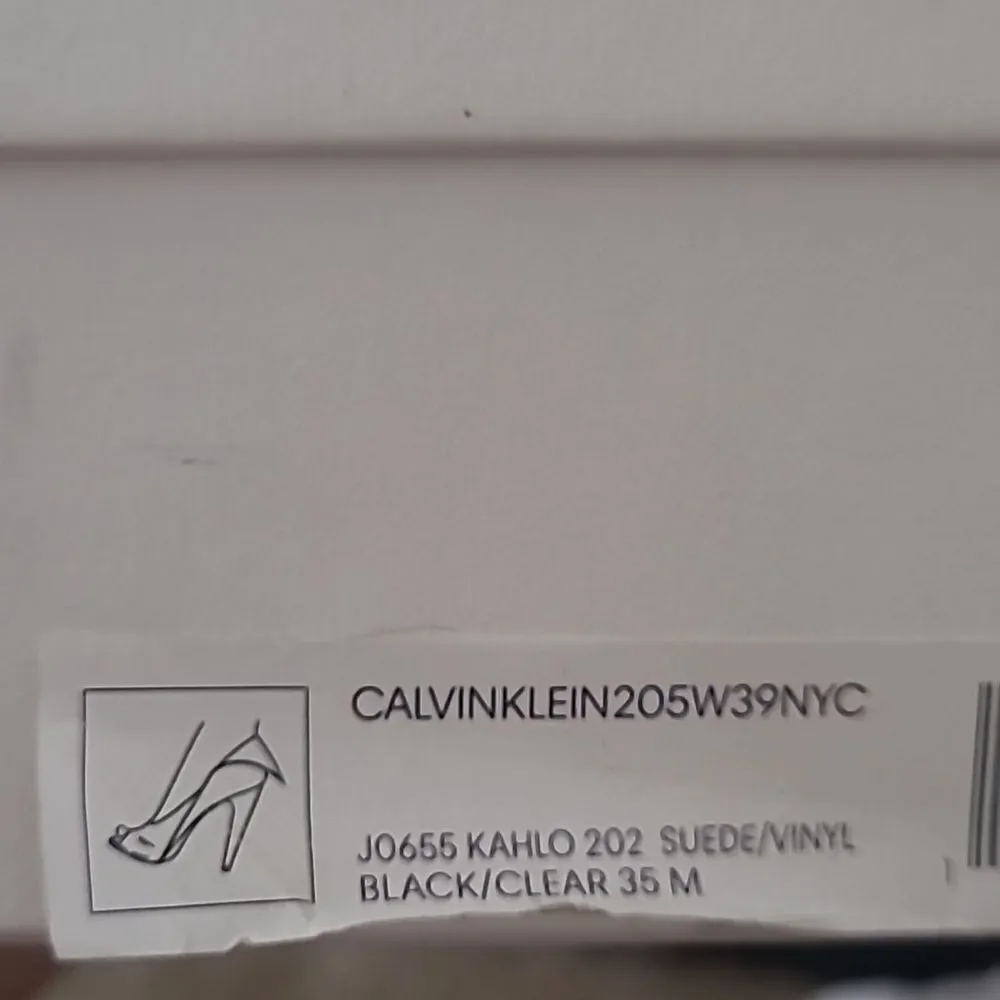 CALVINKLEIN205W39NYC
J0655 KAHLO 202 SUEDE/VINYL
BLACK/CLEAR 35 M